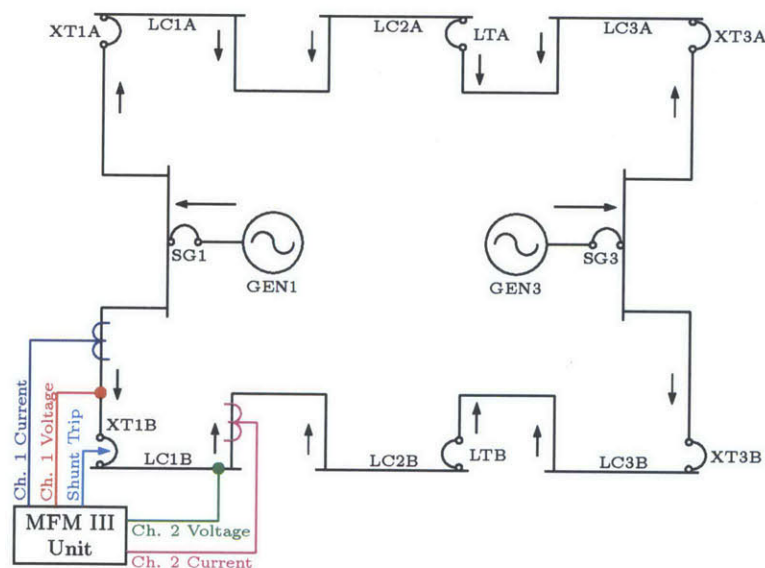 XT1A
LC1A
LC2A
LTA
LC3A
XT3A
SG1
GEN1
GEN3
SG3
Ch. 1 Current
Ch. 1 Voltage
Shunt Trip
XT1B
LC1B
LC2B
LTB
LC3B
XT3B
MFM III
Unit
Ch. 2 Voltage
Ch. 2 Current